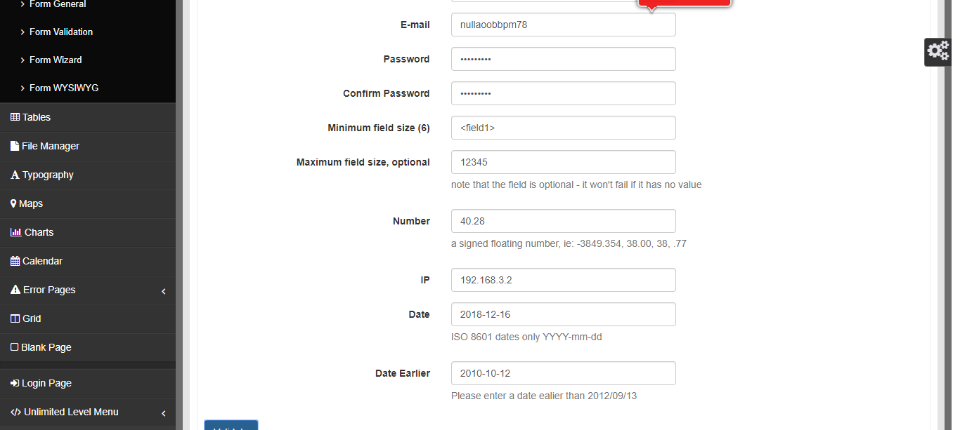 Form General
Form Validation
Form Wizard
Form WYSIWYG
Tables
File Manager
Typography
Maps
Charts
Calendar
Error Pages
Grid
Blank Page
Login Page
</> Unlimited Level Menu
E-mail
nullaoobbpm78
Password
•••••••••
Confirm Password
•••••••••
Minimum field size (6)
<field1>
Maximum field size, optional
12345
note that the field is optional - it won't fail if it has no value
Number
40.28
a signed floating number, ie: -3849.354, 38.00, 38, .77
IP
192.168.3.2
Date
2018-12-16
ISO 8601 dates only YYYY-mm-dd
Date Earlier
2010-10-12
Please enter a date ealier than 2012/09/13